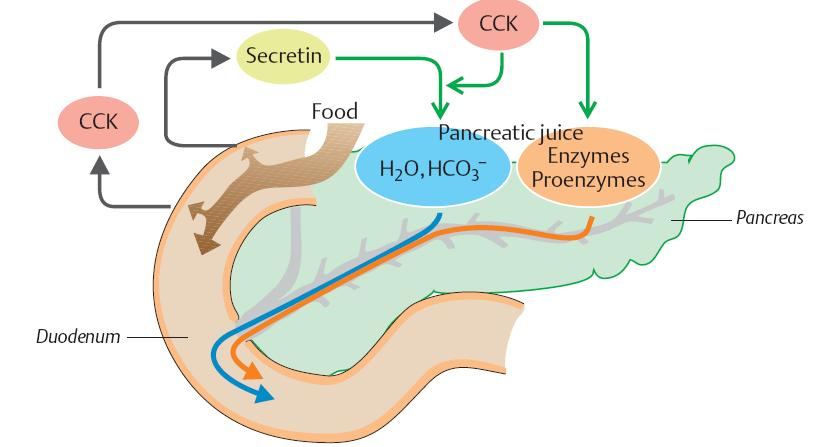 CCK
Secretin
CCK
Food
Pancreatic juice
H₂O, HCO₃⁻
Enzymes
Proenzymes
Pancreas
Duodenum